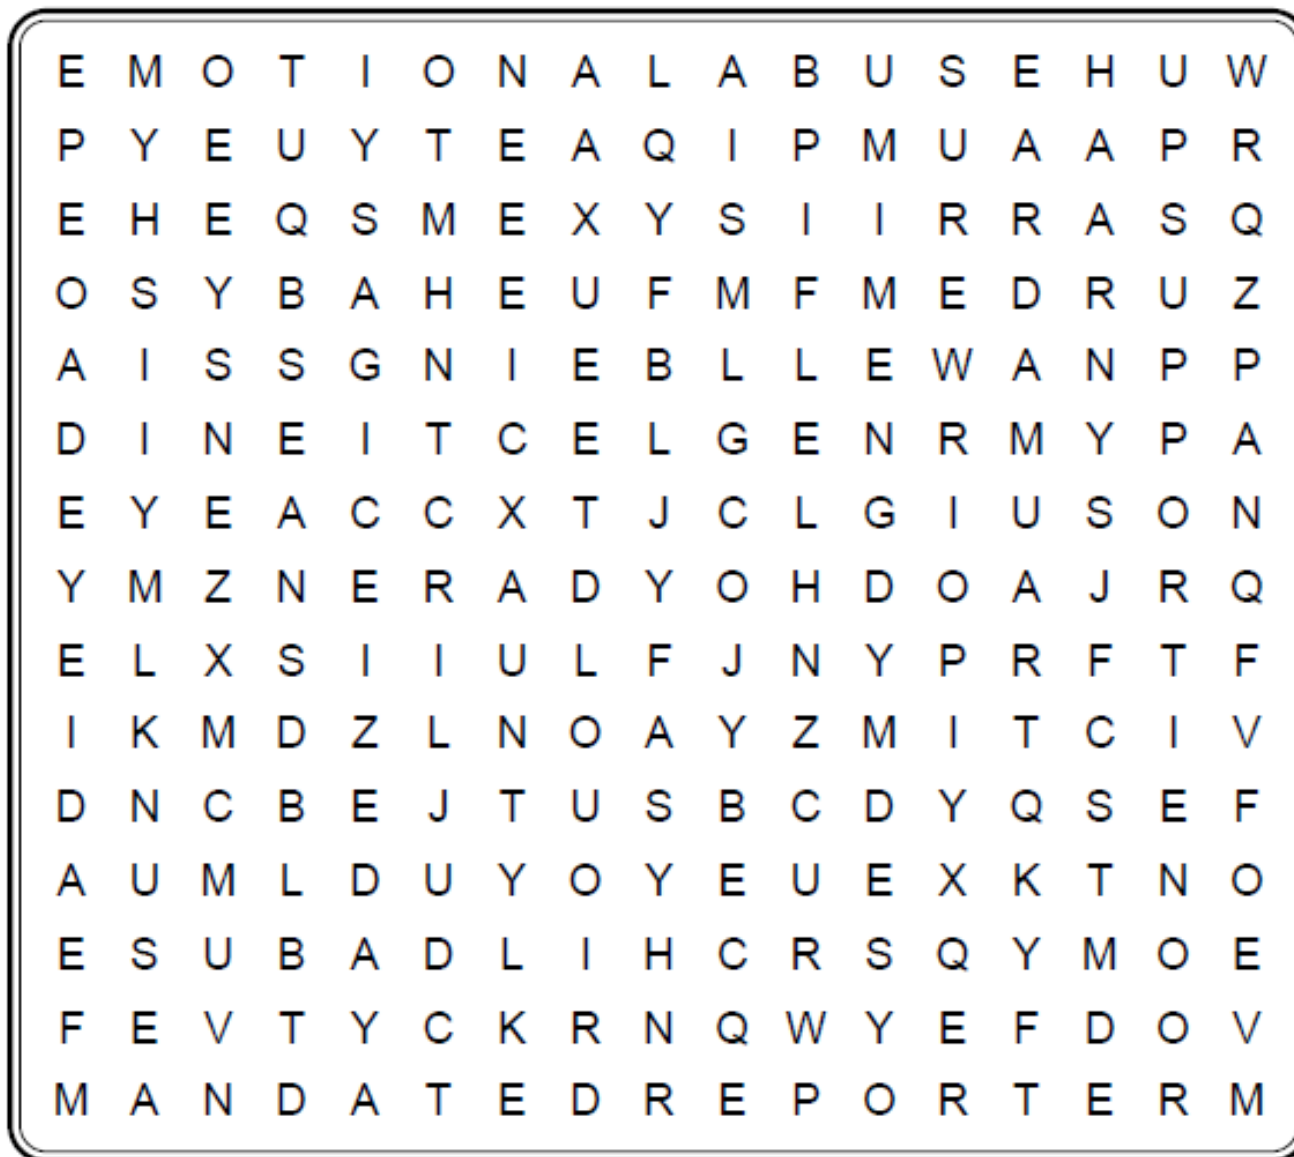 E M O T I O N A L A B U S E H U W
P Y E U Y T E A Q I P M U A A P R
E H E Q S M E X Y S I I R R A S Q
O S Y B A H E U F M F M E D R U Z
A I S S G N I E B L L E W A N P P
D I N E I T C E L G E N R M Y P A
E Y E A C C X T J C L G I U S O N
Y M Z N E R A D Y O H D O A J R Q
E L X S I I U L F J N Y P R F T F
I K M D Z L N O A Y Z M I T C I V
D N C B E J T U S B C D Y Q S E F
A U M L D U Y O Y E U E X K T N O
E S U B A D L I H C R S Q Y M O E
F E V T Y C K R N Q W Y E F D O V
M A N D A T E D R E P O R T E R M